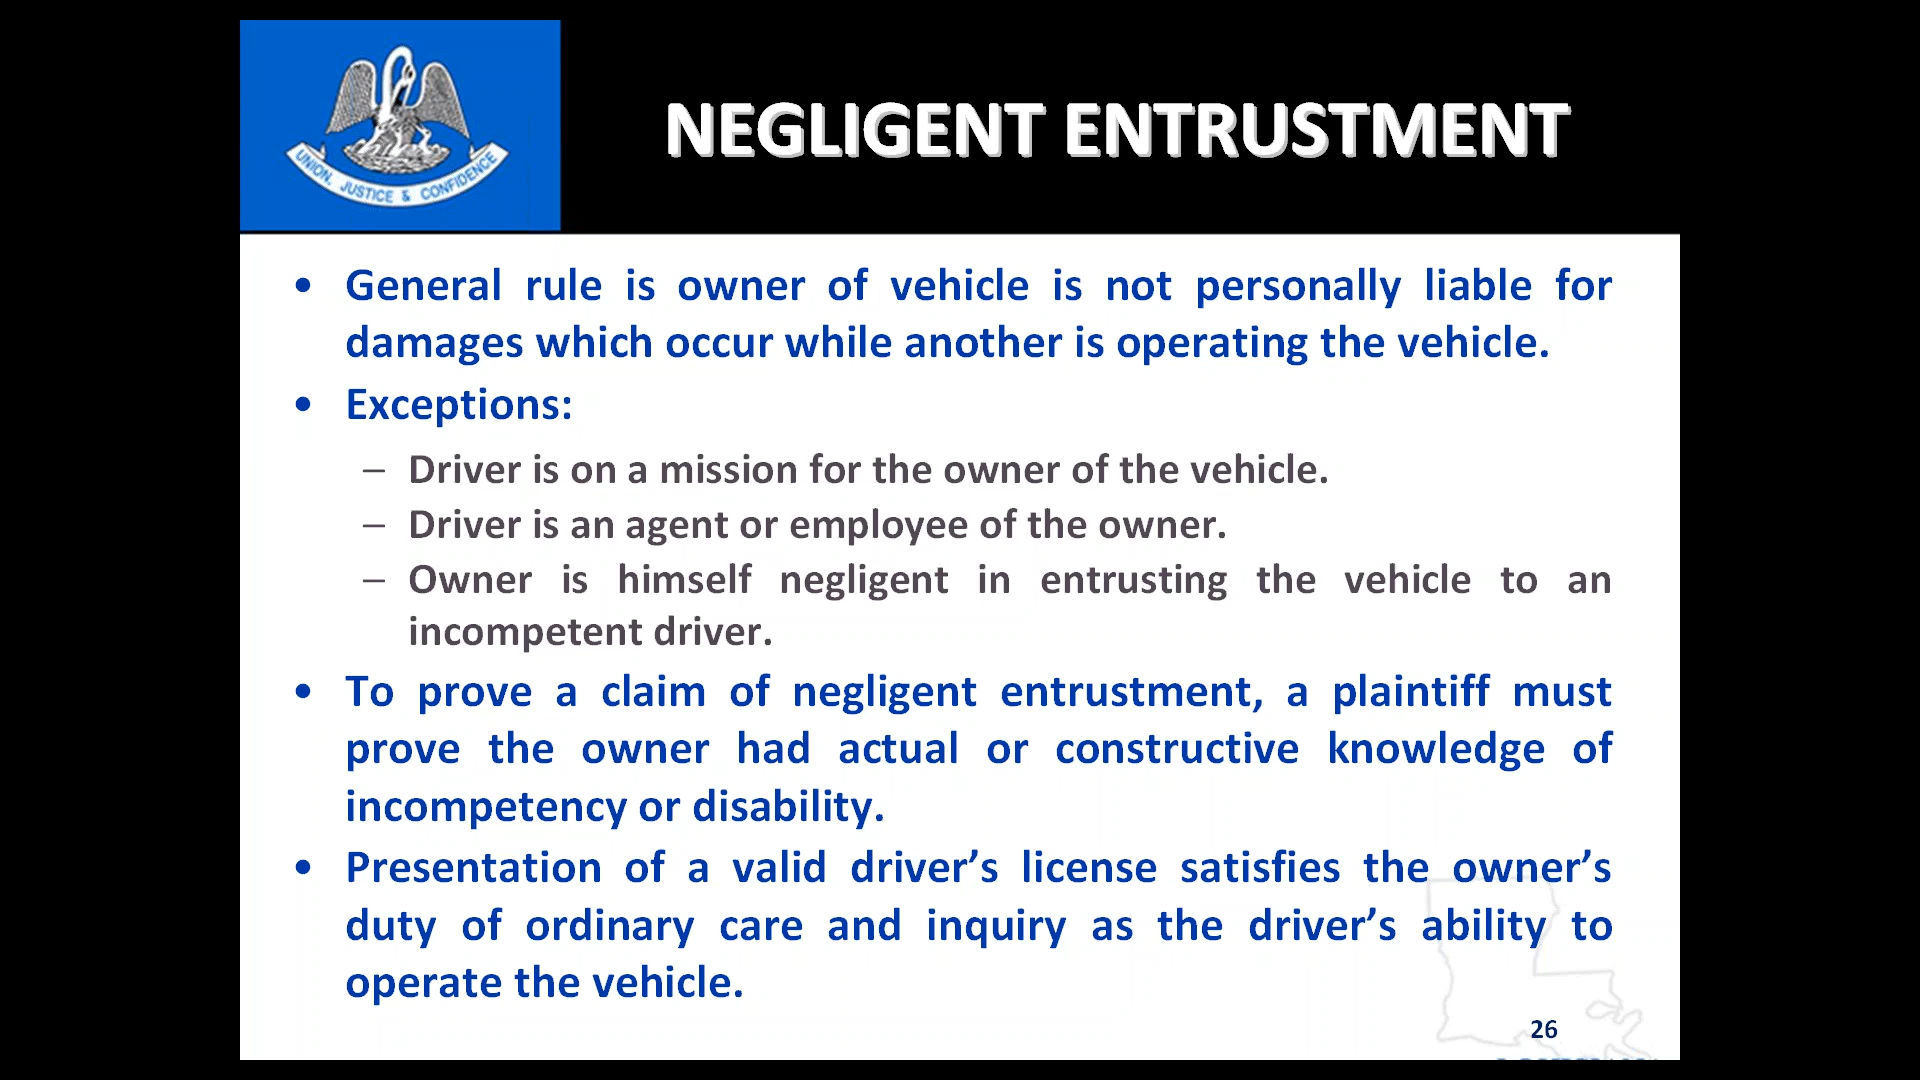 UNION, JUSTICE & CONFIDENCE
NEGLIGENT ENTRUSTMENT
• General rule is owner of vehicle is not personally liable for
damages which occur while another is operating the vehicle.
• Exceptions:
– Driver is on a mission for the owner of the vehicle.
– Driver is an agent or employee of the owner.
– Owner is himself negligent in entrusting the vehicle to an
incompetent driver.
• To prove a claim of negligent entrustment, a plaintiff must
prove the owner had actual or constructive knowledge of
incompetency or disability.
• Presentation of a valid driver’s license satisfies the owner’s
duty of ordinary care and inquiry as the driver’s ability to
operate the vehicle.
26